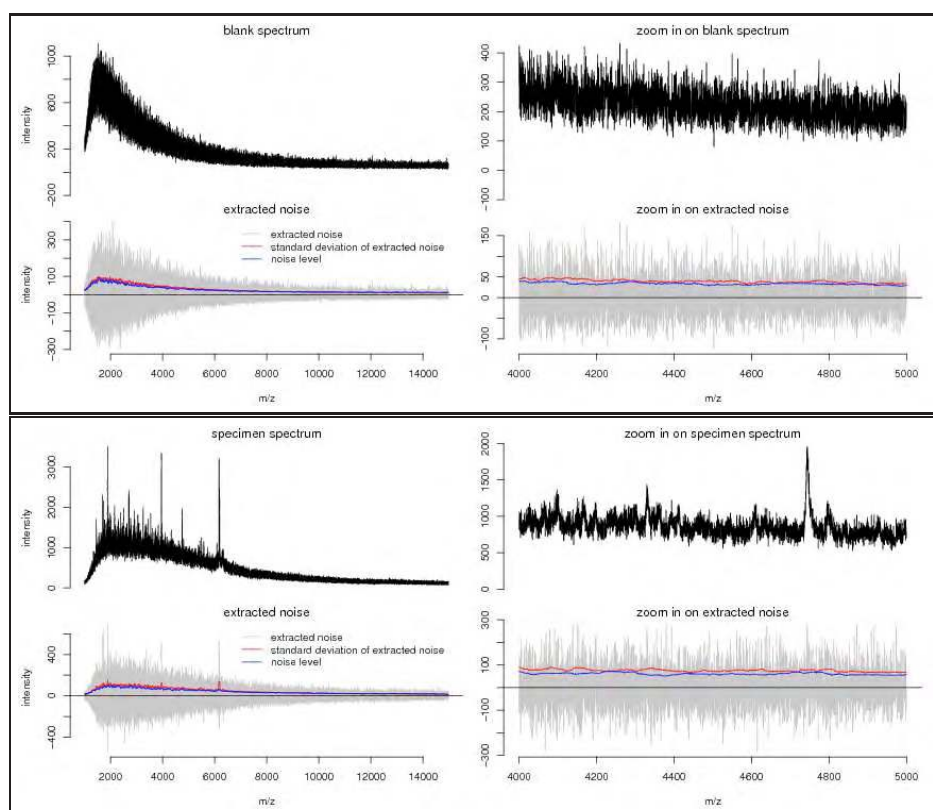 blank spectrum
intensity
1000
600
200
−200
extracted noise
extracted noise
standard deviation of extracted noise
noise level
intensity
300
100
−100
−300
2000 4000 6000 8000 10000 12000 14000
m/z
zoom in on blank spectrum
400
300
200
100
0
−100
zoom in on extracted noise
150
50
0
−100
4000 4200 4400 4600 4800 5000
m/z
specimen spectrum
intensity
3000
2000
1000
0
extracted noise
extracted noise
standard deviation of extracted noise
noise level
intensity
400
200
0
−400
2000 4000 6000 8000 10000 12000 14000
m/z
zoom in on specimen spectrum
2000
1500
1000
500
0
zoom in on extracted noise
300
100
−100
−300
4000 4200 4400 4600 4800 5000
m/z